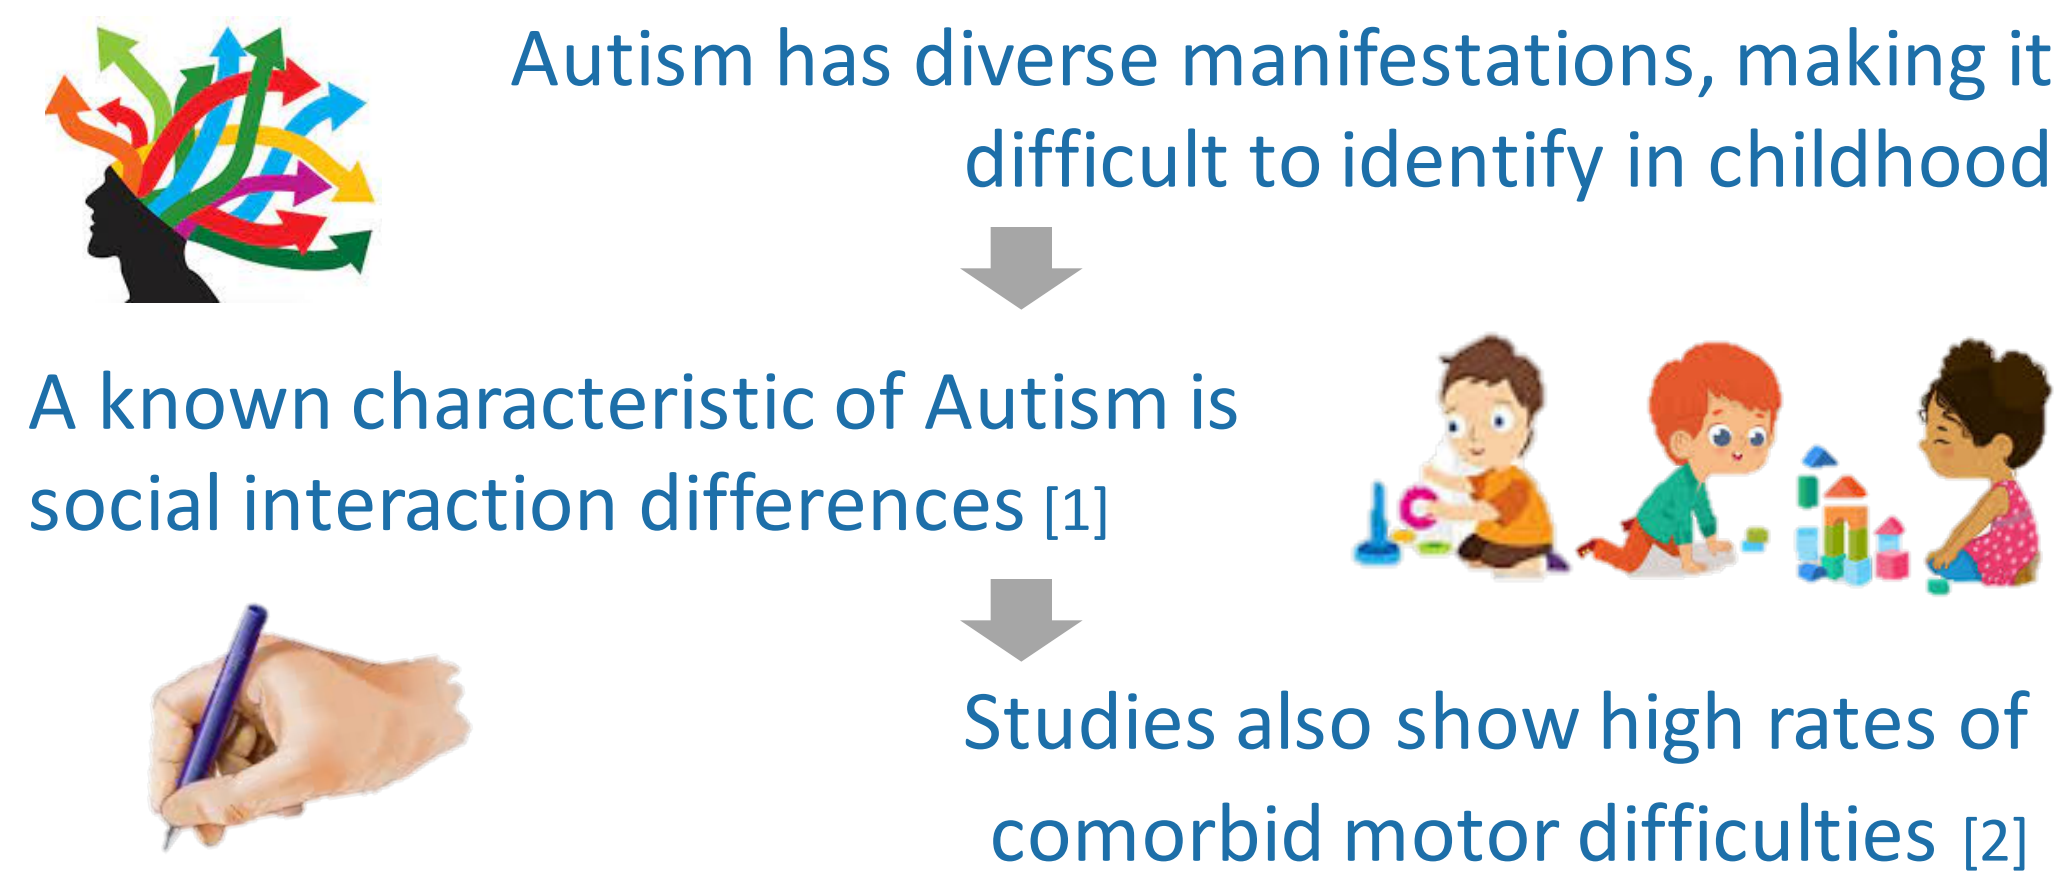 Autism has diverse manifestations, making it
difficult to identify in childhood
A known characteristic of Autism is
social interaction differences [1]
Studies also show high rates of
comorbid motor difficulties [2]